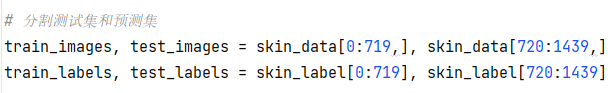 # 分割测试集和预测集
train_images, test_images = skin_data[0:719,], skin_data[720:1439,]
train_labels, test_labels = skin_label[0:719], skin_label[720:1439]